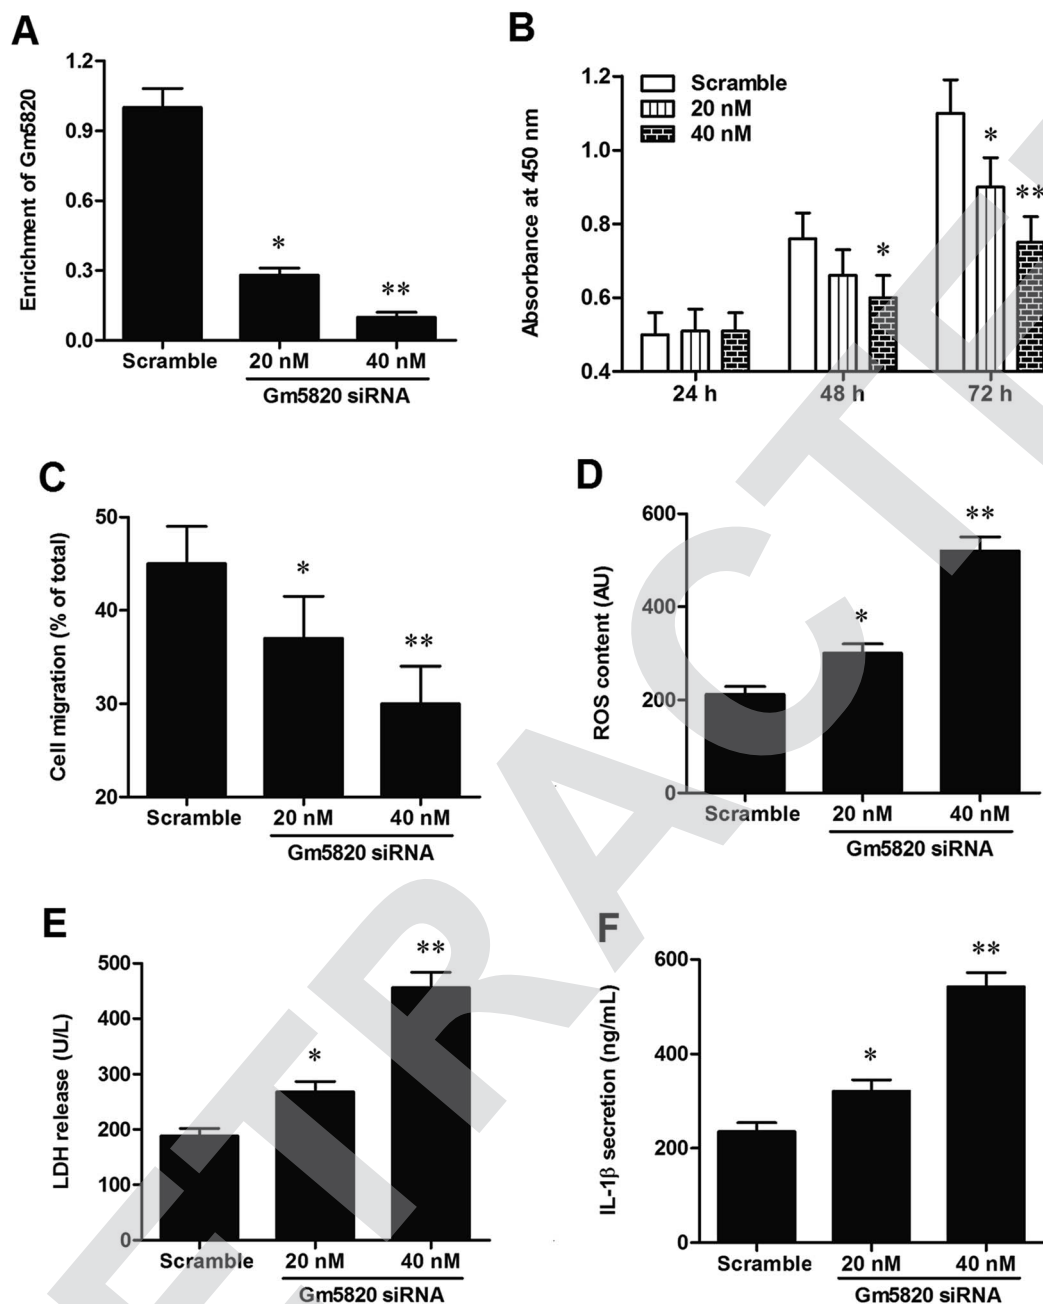 A
1.2
0.9
0.6
0.3
0.0
Enrichment of Gm5820
*
**
Scramble
20 nM
40 nM
Gm5820 siRNA
B
1.2
1.0
0.8
0.6
0.4
Absorbance at 450 nm
Scramble
20 nM
40 nM
*
*
**
24 h
48 h
72 h
C
50
40
30
20
Cell migration (% of total)
*
**
Scramble
20 nM
40 nM
Gm5820 siRNA
D
600
400
200
0
ROS content (AU)
*
**
Scramble
20 nM
40 nM
Gm5820 siRNA
E
500
400
300
200
100
0
LDH release (U/L)
*
**
Scramble
20 nM
40 nM
Gm5820 siRNA
F
600
400
200
0
IL-1β secretion (ng/mL)
*
**
Scramble
20 nM
40 nM
Gm5820 siRNA
ETRACTE